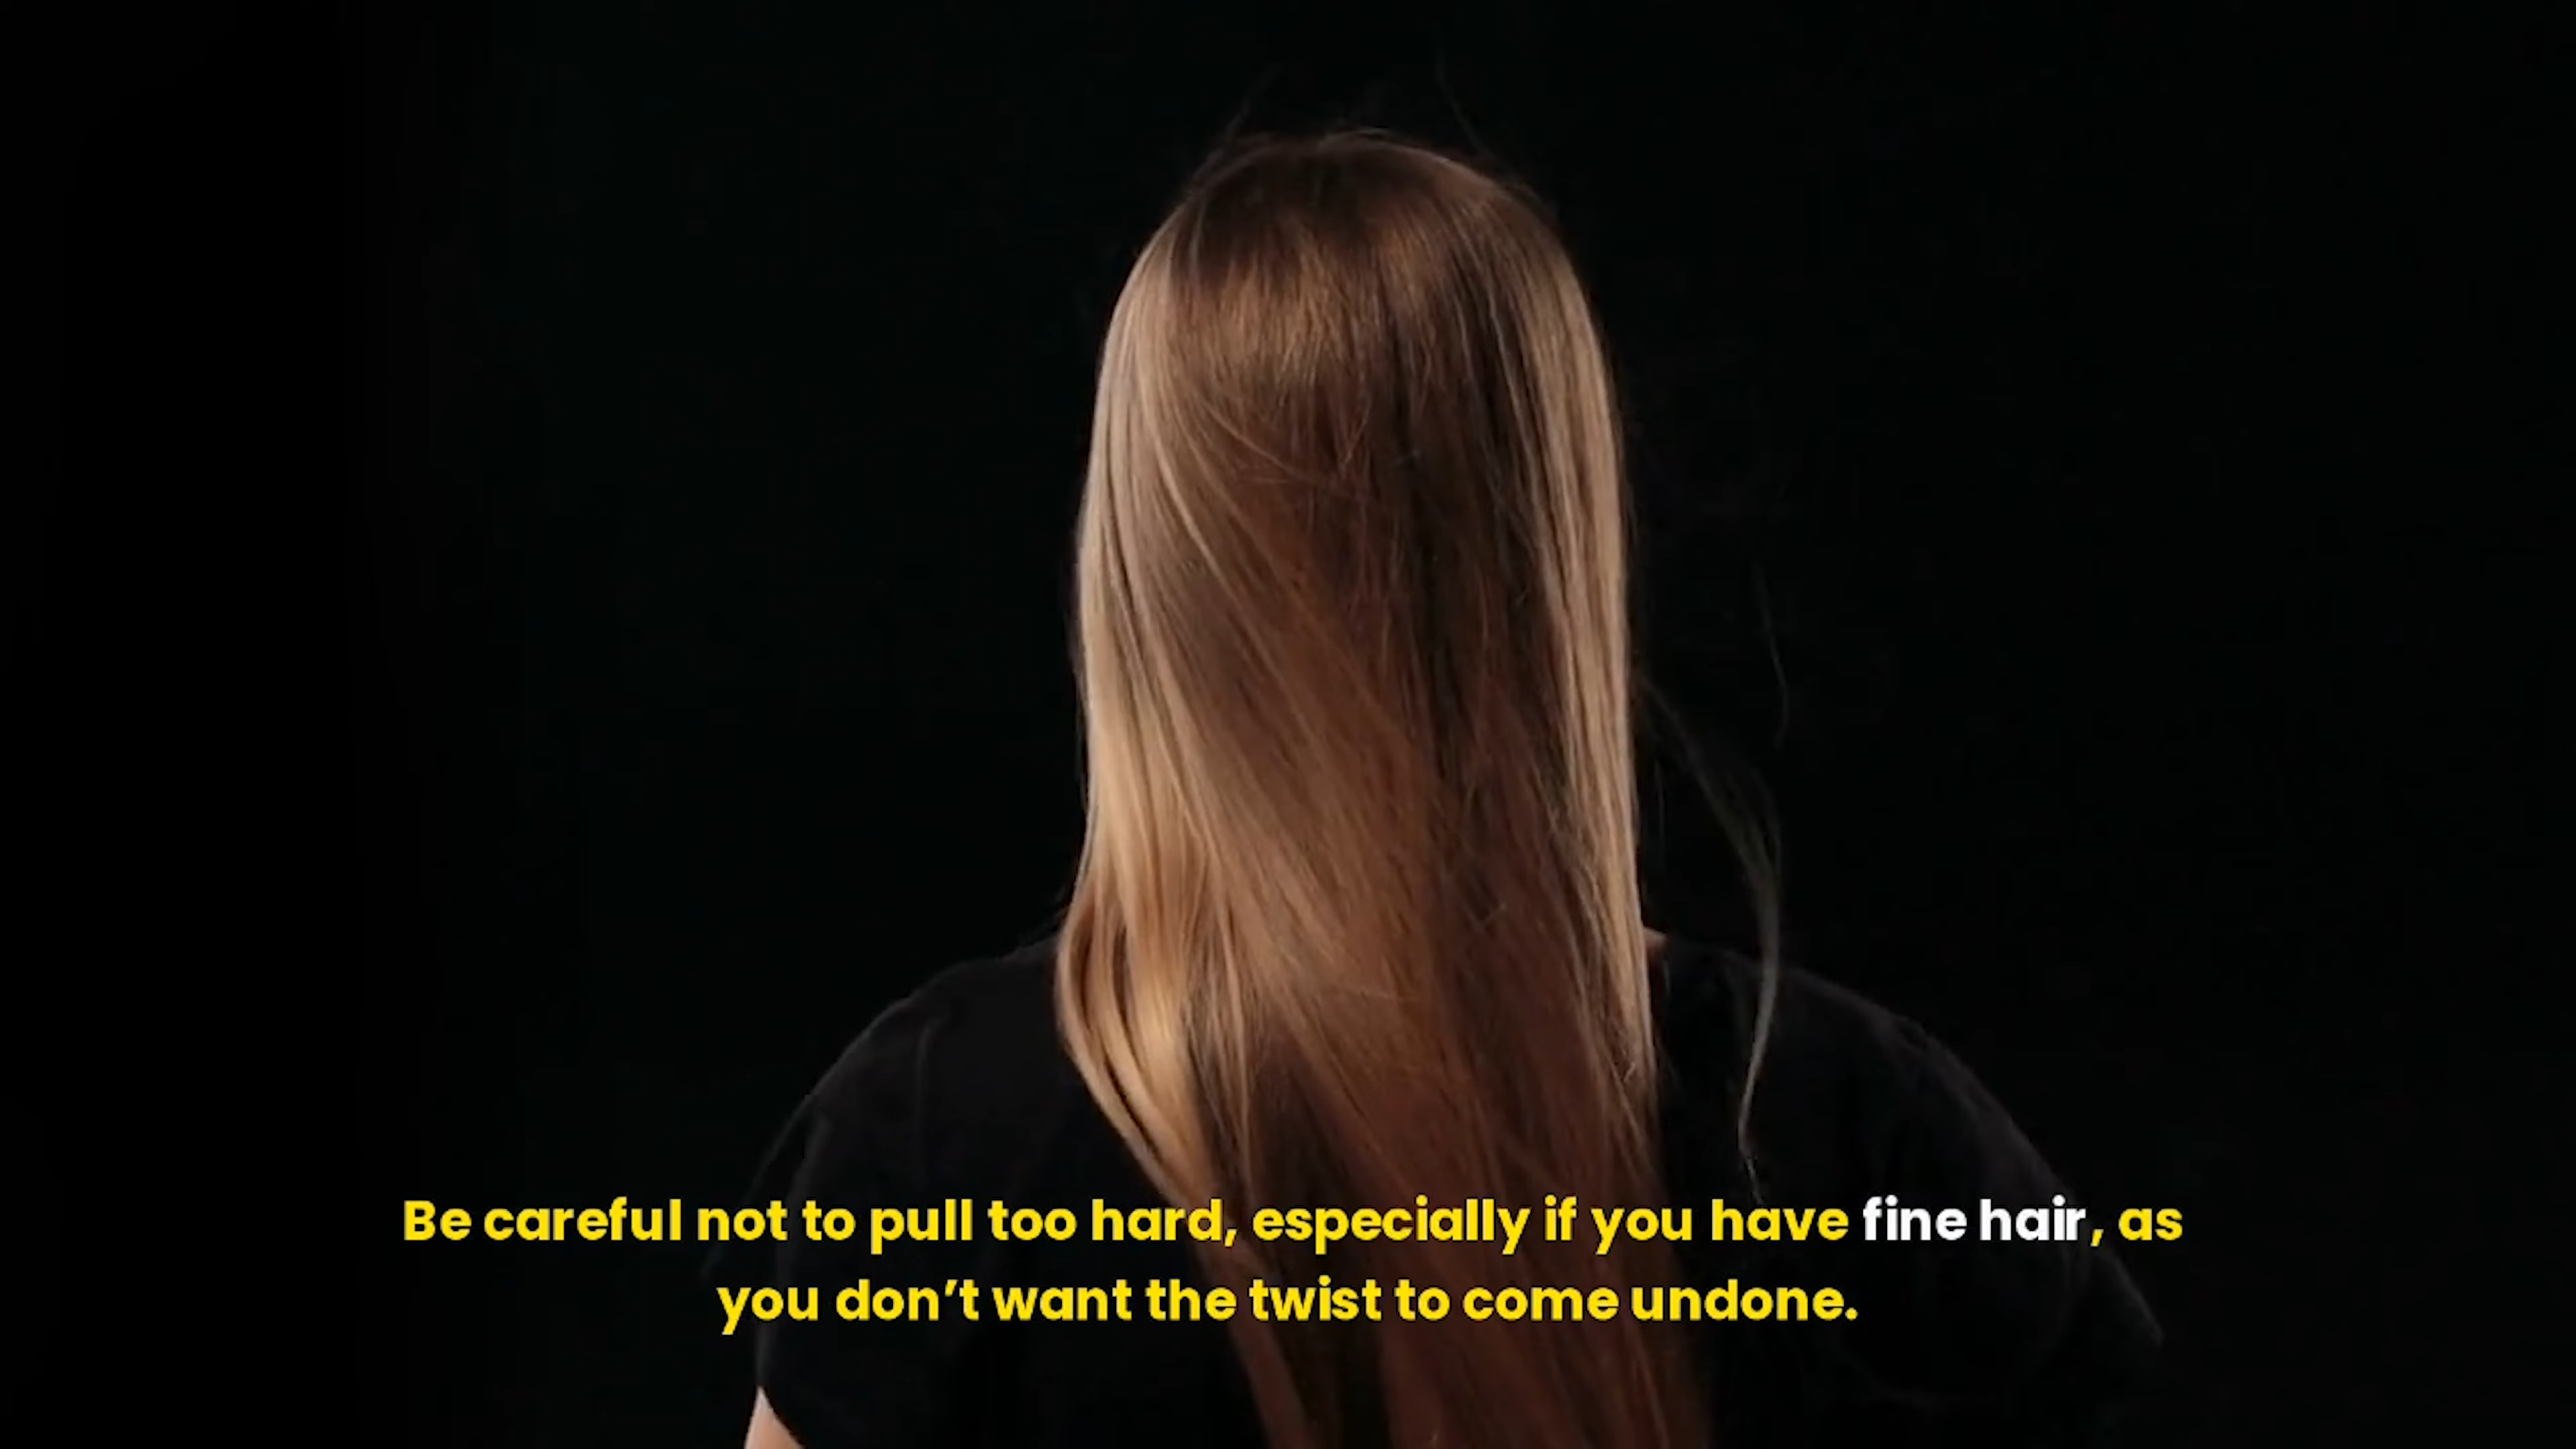 Be careful not to pull too hard, especially if you have fine hair, as
you don’t want the twist to come undone.